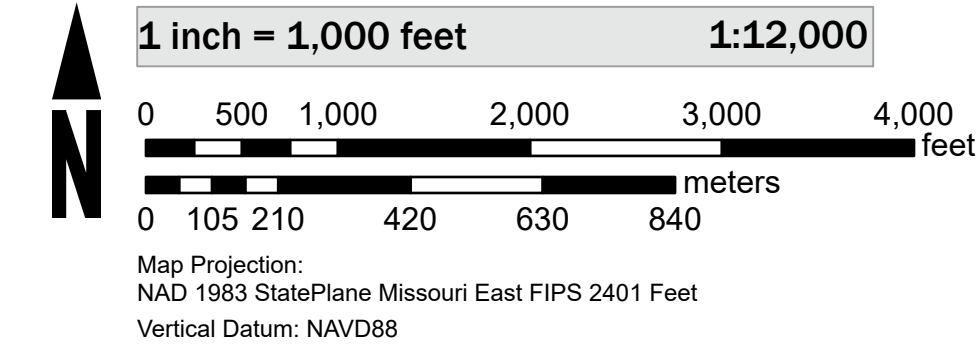 1 inch = 1,000 feet 1:12,000
0 500 1,000 2,000 3,000 4,000
feet
meters
0 105 210 420 630 840
N
Map Projection:
NAD 1983 StatePlane Missouri East FIPS 2401 Feet
Vertical Datum: NAVD88